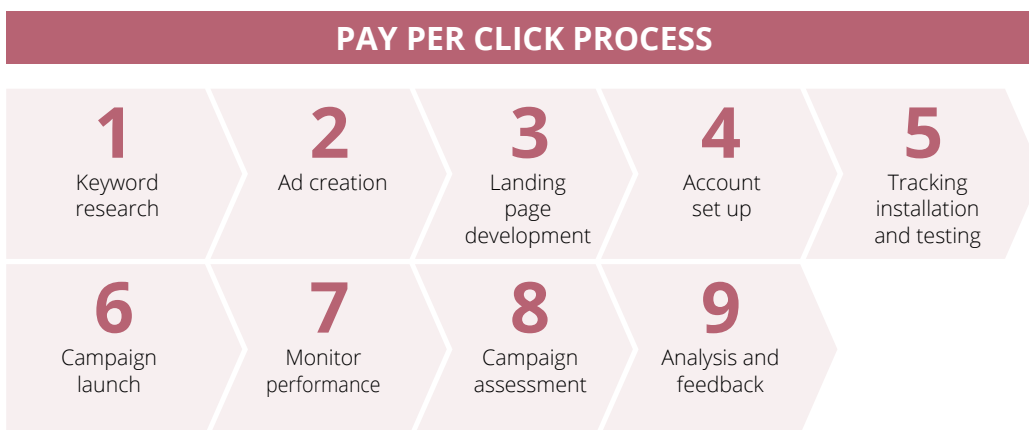 PAY PER CLICK PROCESS
1
Keyword
research
2
Ad creation
3
Landing
page
development
4
Account
set up
5
Tracking
installation
and testing
6
Campaign
launch
7
Monitor
performance
8
Campaign
assessment
9
Analysis and
feedback